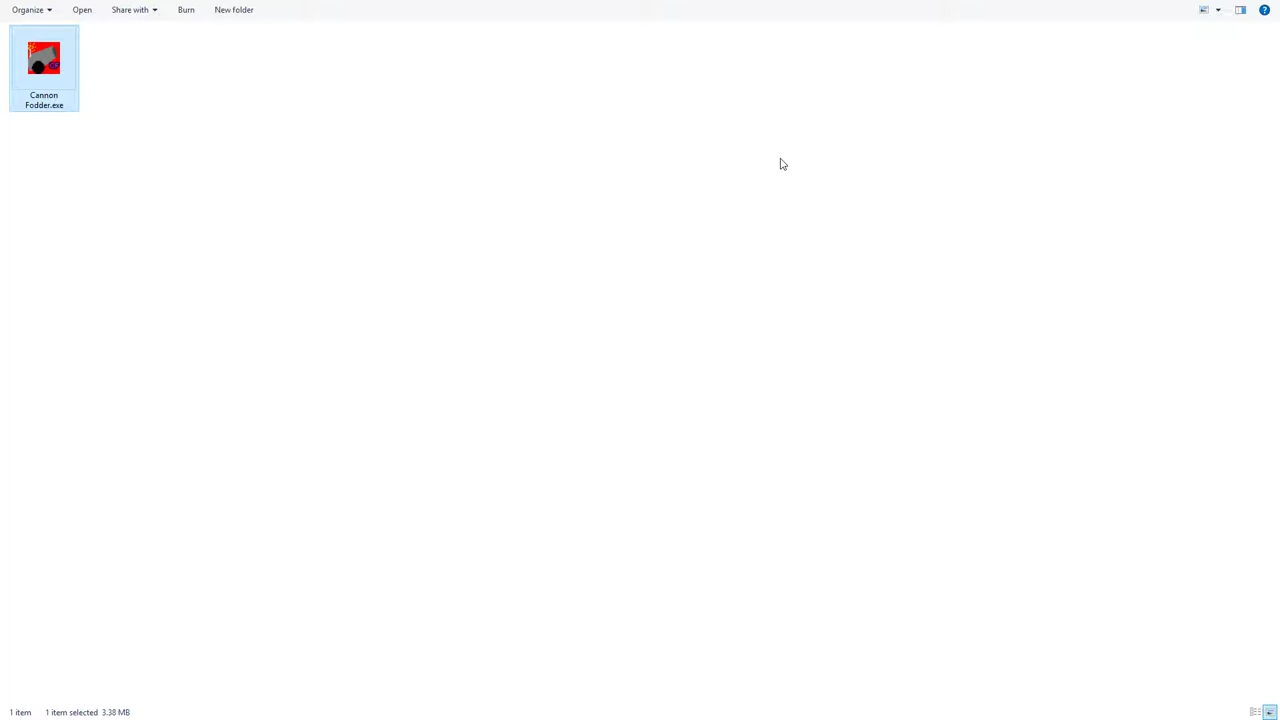 Organize Open Share with Burn New folder
Cannon
Fodder.exe
1 item 1 item selected 3.38 MB